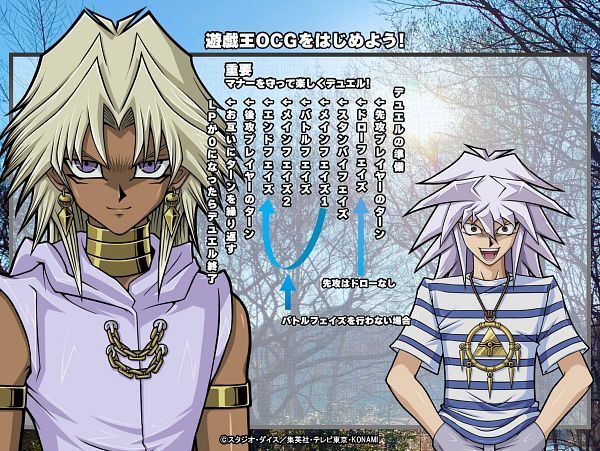 遊戯王OCGをはじめよう!
重要
マナーを守って楽しくデュエル!
デュエルの準備
←先攻プレイヤーのターン
←ドローフェイズ
←スタンバイフェイズ
←メインフェイズ1
←バトルフェイズ
←メインフェイズ2
←エンドフェイズ
←後攻プレイヤーのターン
←お互いにターンを繰り返す
LPが0になったらデュエル終了
先攻はドローなし
バトルフェイズを行わない場合
©スタジオ・ダイス/集英社・テレビ東京・KONAMI